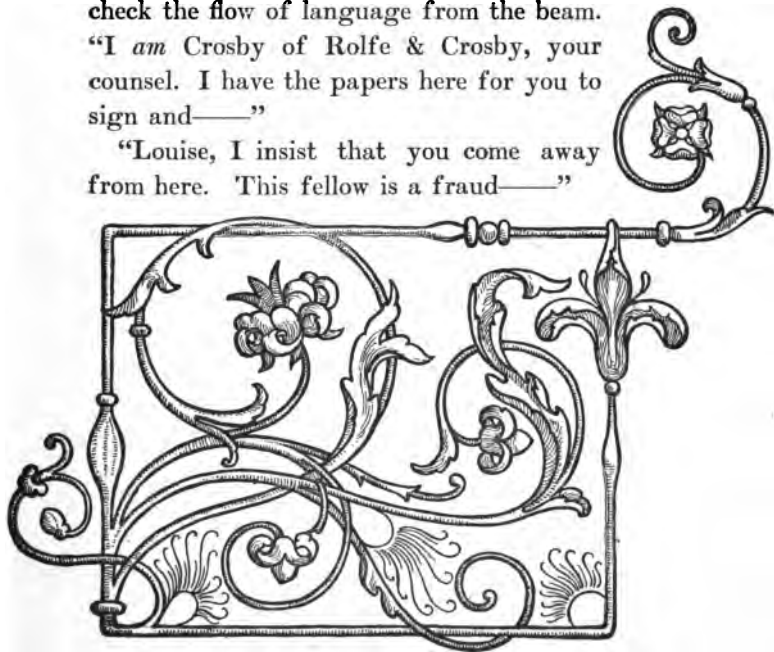 check the flow of language from the beam.
“I am Crosby of Rolfe & Crosby, your
counsel. I have the papers here for you to
sign and——”
“Louise, I insist that you come away
from here. This fellow is a fraud——”